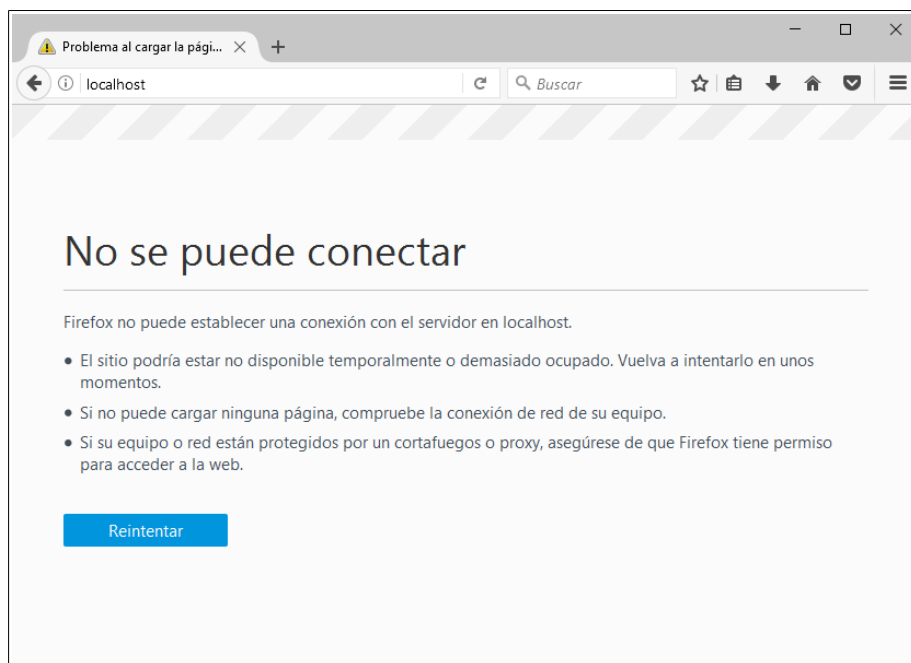 Problema al cargar la pági...
localhost
Buscar
No se puede conectar
Firefox no puede establecer una conexión con el servidor en localhost.
El sitio podría estar no disponible temporalmente o demasiado ocupado. Vuelva a intentarlo en unos
momentos.
Si no puede cargar ninguna página, compruebe la conexión de red de su equipo.
Si su equipo o red están protegidos por un cortafuegos o proxy, asegúrese de que Firefox tiene permiso
para acceder a la web.
Reintentar